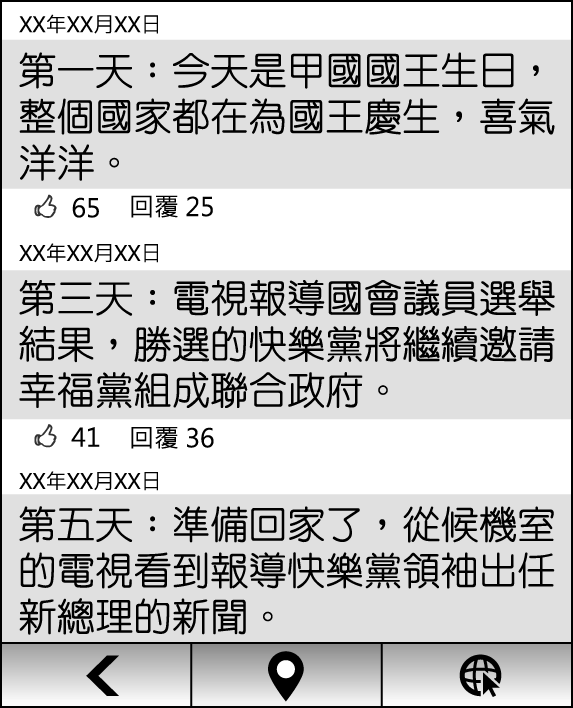 XX年XX月XX日
第一天：今天是甲國國王生日，
整個國家都在為國王慶生，喜氣
洋洋。
65 回覆 25
XX年XX月XX日
第三天：電視報導國會議員選舉
結果，勝選的快樂黨將繼續邀請
幸福黨組成聯合政府。
41 回覆 36
XX年XX月XX日
第五天：準備回家了，從候機室
的電視看到報導快樂黨領袖出任
新總理的新聞。